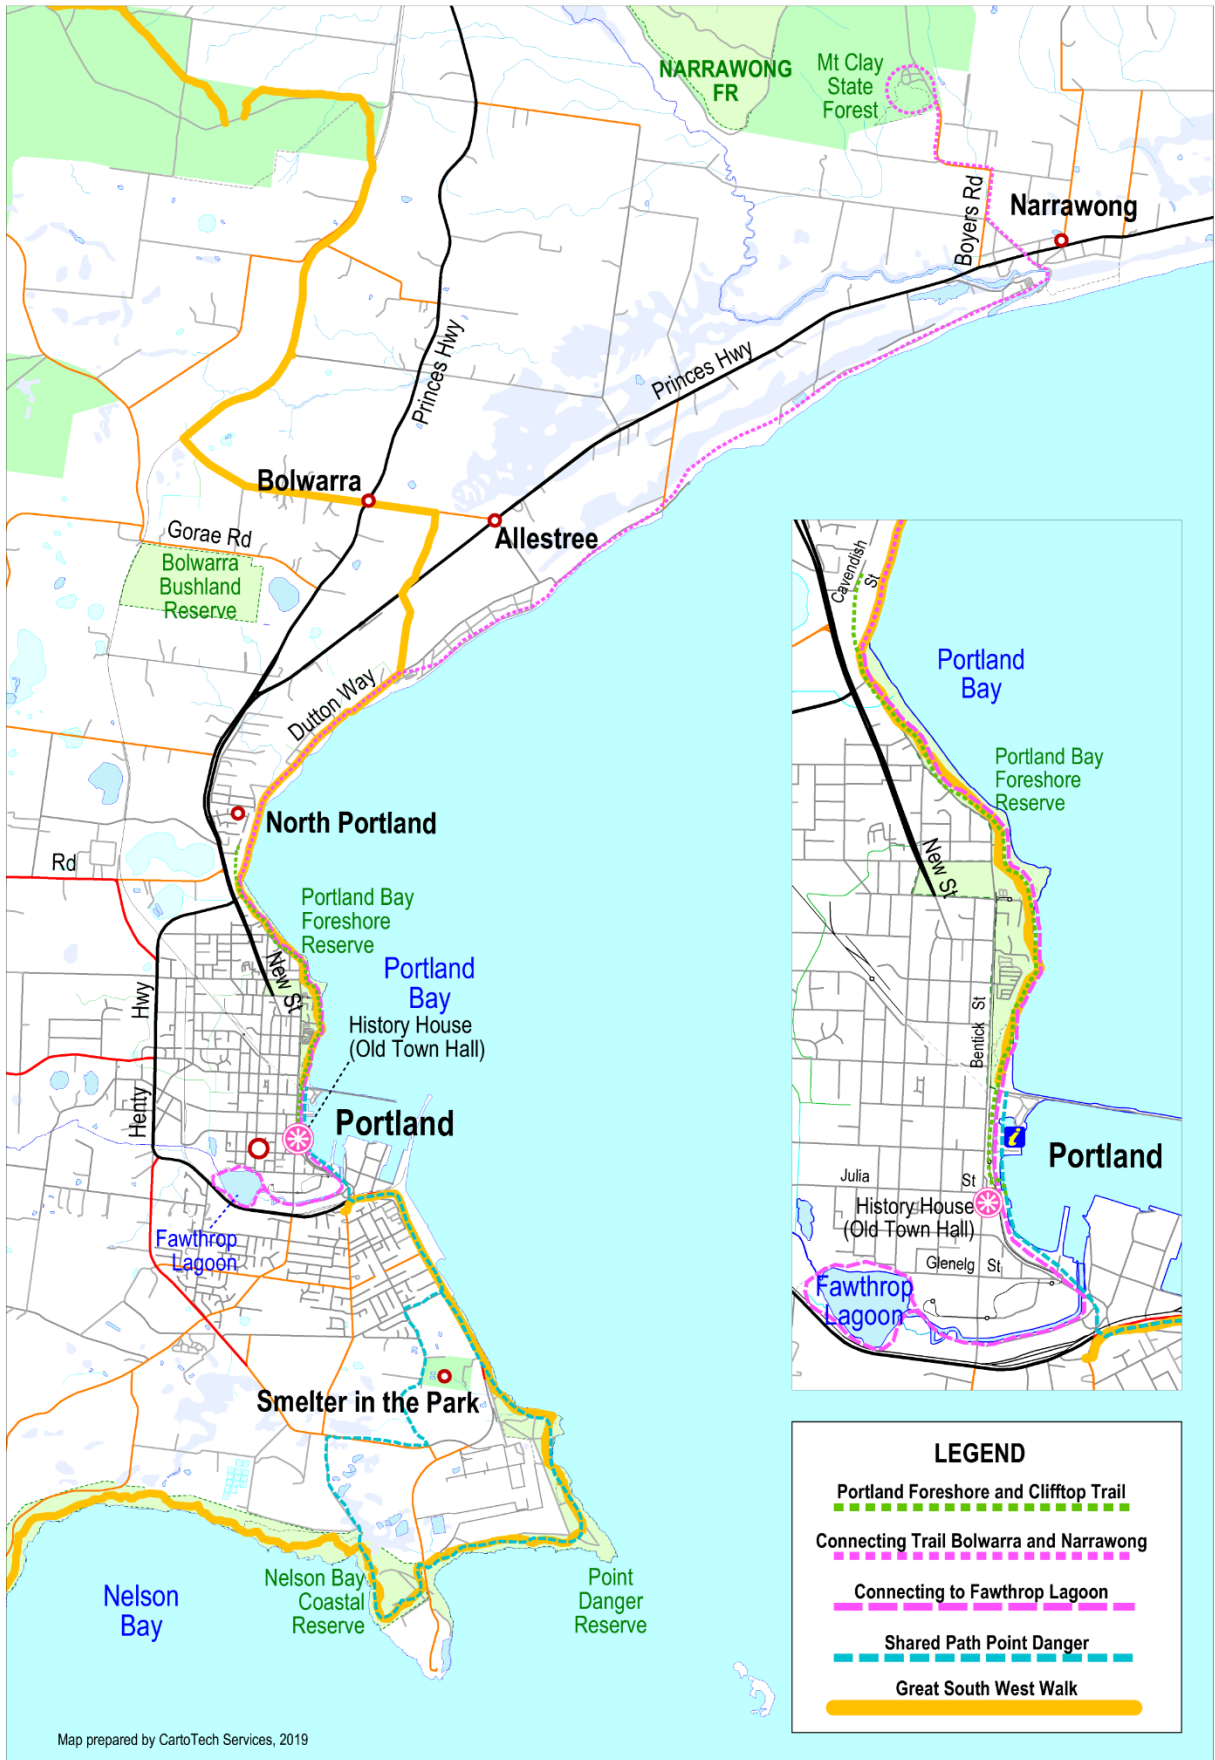 NARRAWONG
FR
Mt Clay
State
Forest
Boyers Rd
Narrawong
Princes Hwy
Princes Hwy
Bolwarra
Allestree
Gorae Rd
Bolwarra
Bushland
Reserve
Dutton Way
North Portland
Rd
Portland Bay
Foreshore
Reserve
New St
Portland
Bay
History House
(Old Town Hall)
Hwy
Henty
Portland
Fawthrop
Lagoon
Smelter in the Park
Nelson
Bay
Nelson Bay
Coastal
Reserve
Point
Danger
Reserve
Map prepared by CartoTech Services, 2019
Cavendish
St
Portland
Bay
Portland Bay
Foreshore
Reserve
New St
Bentick St
i
Portland
Julia St
History House
(Old Town Hall)
Glenelg St
Fawthrop
Lagoon
LEGEND
Portland Foreshore and Clifftop Trail
Connecting Trail Bolwarra and Narrawong
Connecting to Fawthrop Lagoon
Shared Path Point Danger
Great South West Walk